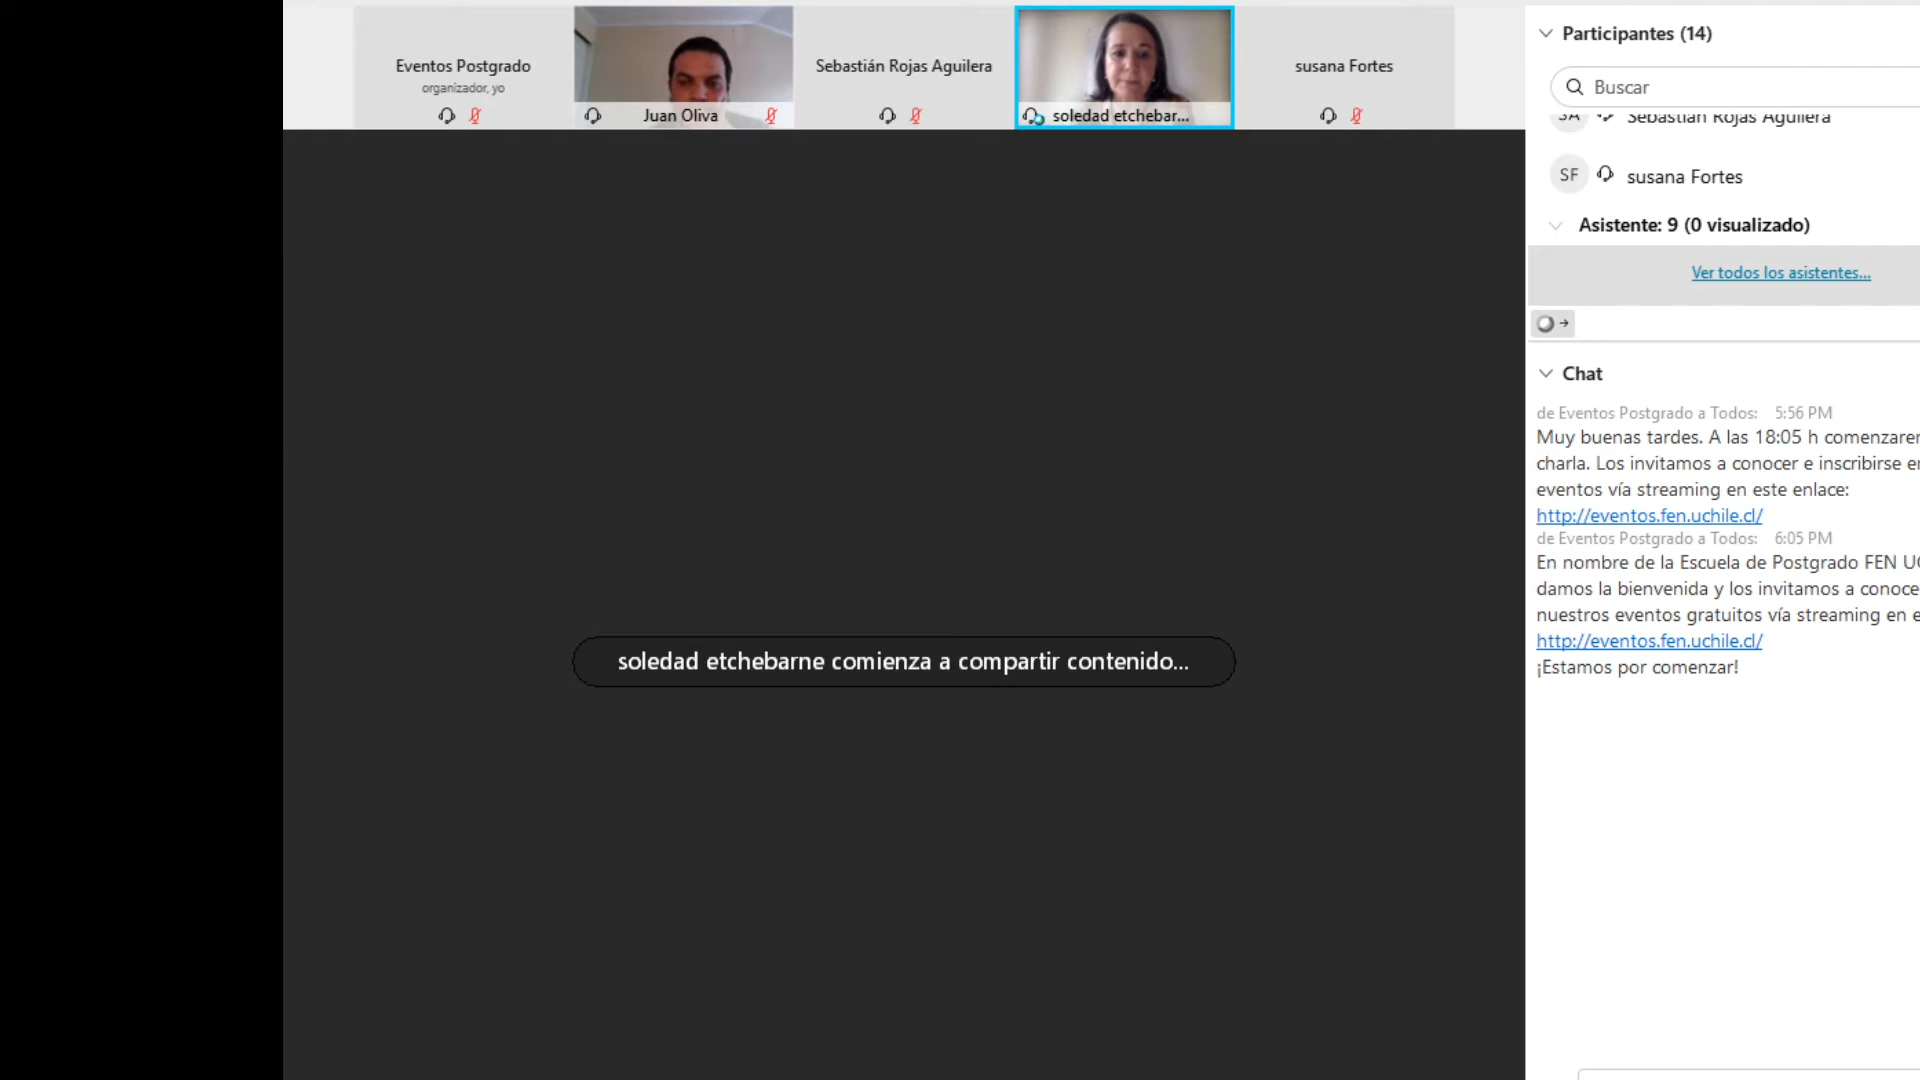 Eventos Postgrado
organizador, yo
Juan Oliva
Sebastián Rojas Aguilera
soledad etchebar...
susana Fortes
soledad etchebarne comienza a compartir contenido...
Participantes (14)
Buscar
SA Sebastián Rojas Aguilera
SF susana Fortes
Asistente: 9 (0 visualizado)
Ver todos los asistentes...
Chat
de Eventos Postgrado a Todos: 5:56 PM
Muy buenas tardes. A las 18:05 h comenzarer
charla. Los invitamos a conocer e inscribirse e
eventos vía streaming en este enlace:
http://eventos.fen.uchile.cl/
de Eventos Postgrado a Todos: 6:05 PM
En nombre de la Escuela de Postgrado FEN UC
damos la bienvenida y los invitamos a conoce
nuestros eventos gratuitos vía streaming en e
http://eventos.fen.uchile.cl/
¡Estamos por comenzar!